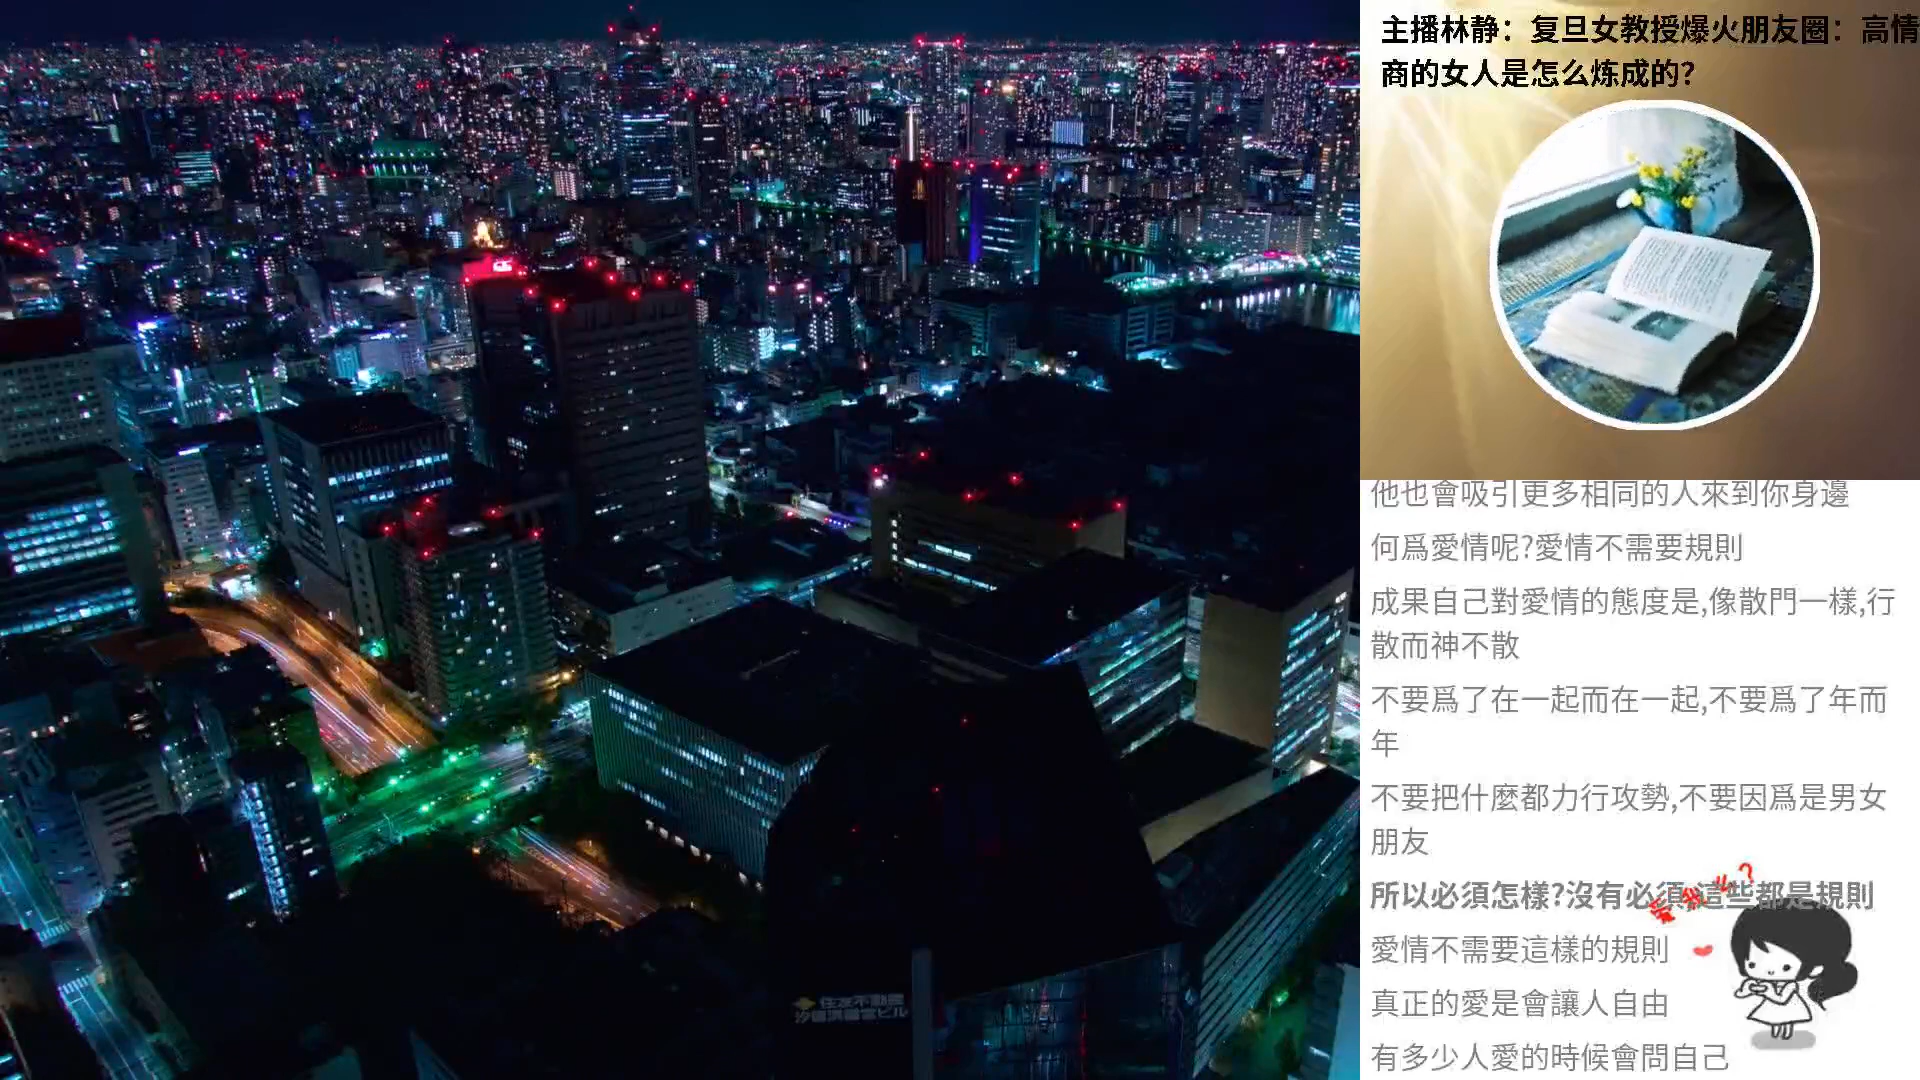 主播林静：复旦女教授爆火朋友圈：高情
商的女人是怎么炼成的？
他也會吸引更多相同的人來到你身邊
何爲愛情呢?愛情不需要規則
成果自己對愛情的態度是,像散門一樣,行
散而神不散
不要爲了在一起而在一起,不要爲了年而
年
不要把什麼都力行攻勢,不要因爲是男女
朋友
所以必須怎樣?沒有必須,這些都是規則
愛情不需要這樣的規則
真正的愛是會讓人自由
有多少人愛的時候會問自己
住友不動産